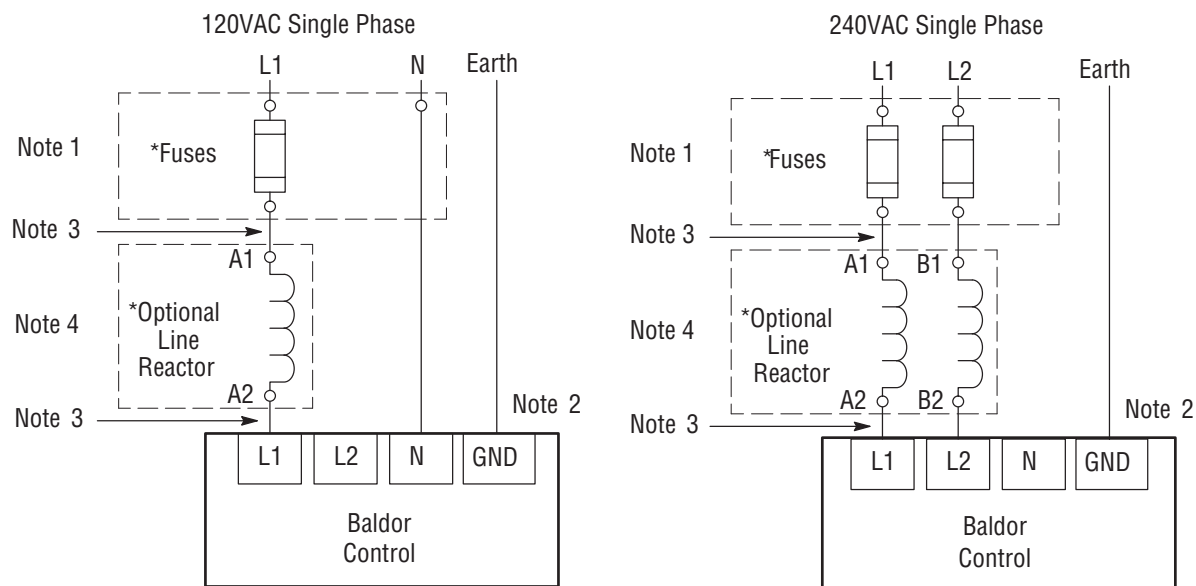 120VAC Single Phase
L1 N Earth
Note 1
*Fuses
Note 3
A1
Note 4
*Optional
Line
Reactor
A2
Note 3
Note 2
L1 L2 N GND
Baldor
Control
240VAC Single Phase
L1 L2 Earth
Note 1
*Fuses
Note 3
A1 B1
Note 4
*Optional
Line
Reactor
A2 B2
Note 3
Note 2
L1 L2 N GND
Baldor
Control